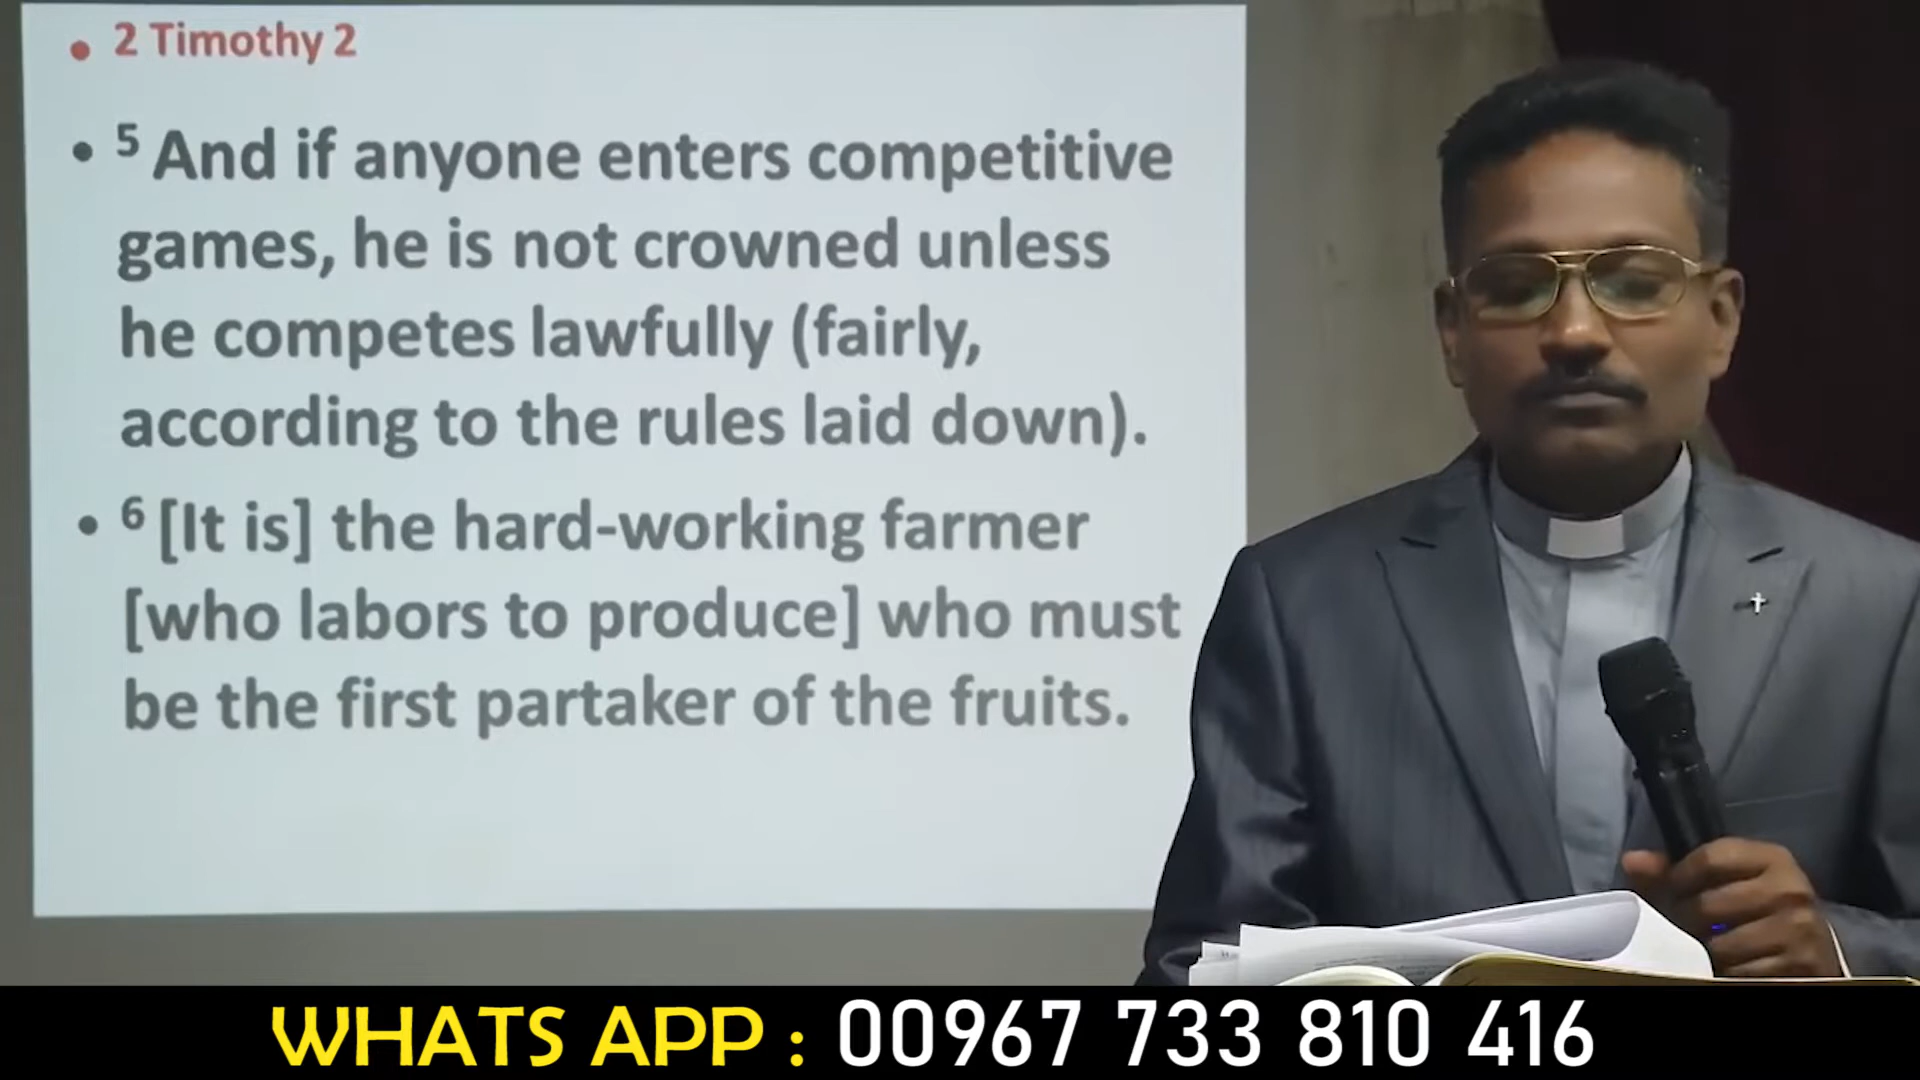 • 2 Timothy 2
• 5 And if anyone enters competitive
games, he is not crowned unless
he competes lawfully (fairly,
according to the rules laid down).
• 6 [It is] the hard-working farmer
[who labors to produce] who must
be the first partaker of the fruits.
WHATS APP : 00967 733 810 416